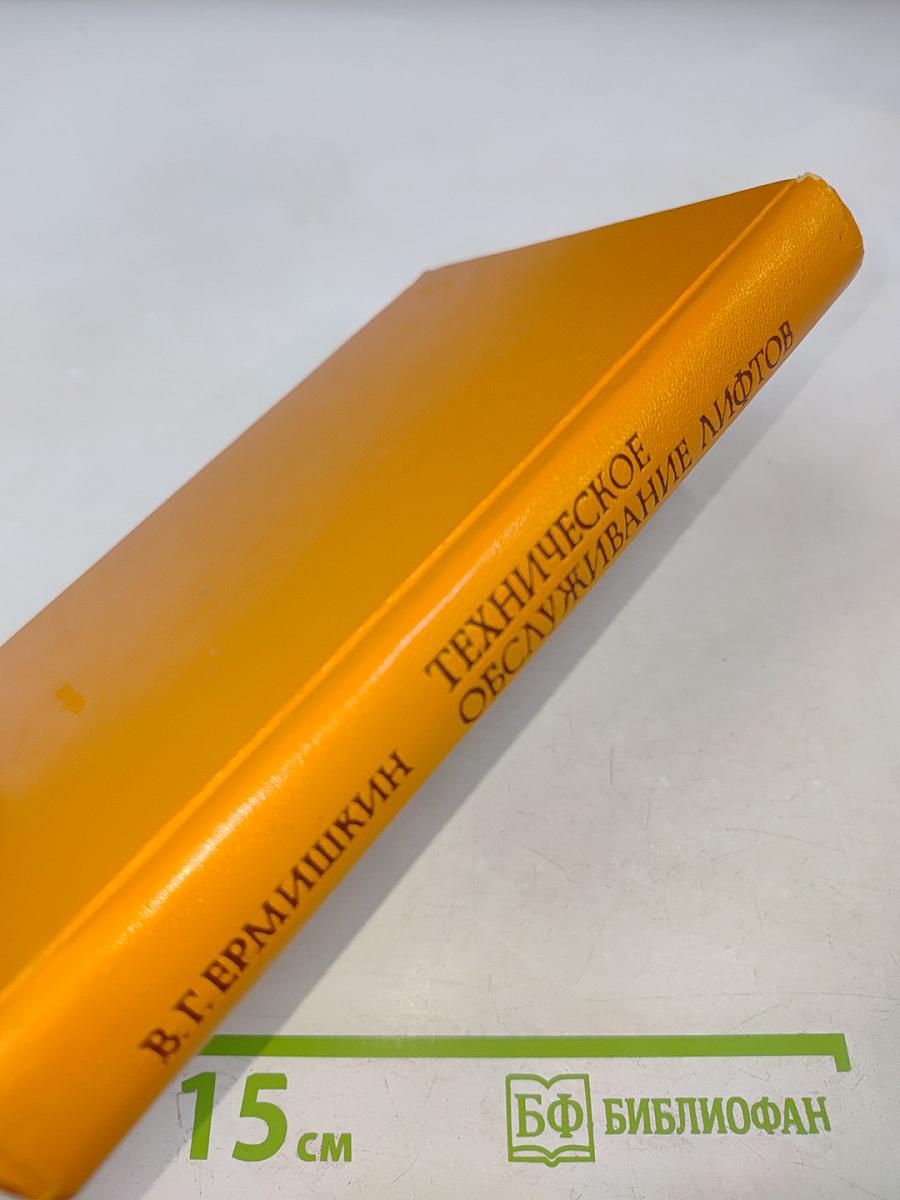 В. Г. ЕРМИШКИН
ТЕХНИЧЕСКОЕ
ОБСЛУЖИВАНИЕ ЛИФТОВ
15 см
БФ БИБЛИОФАН